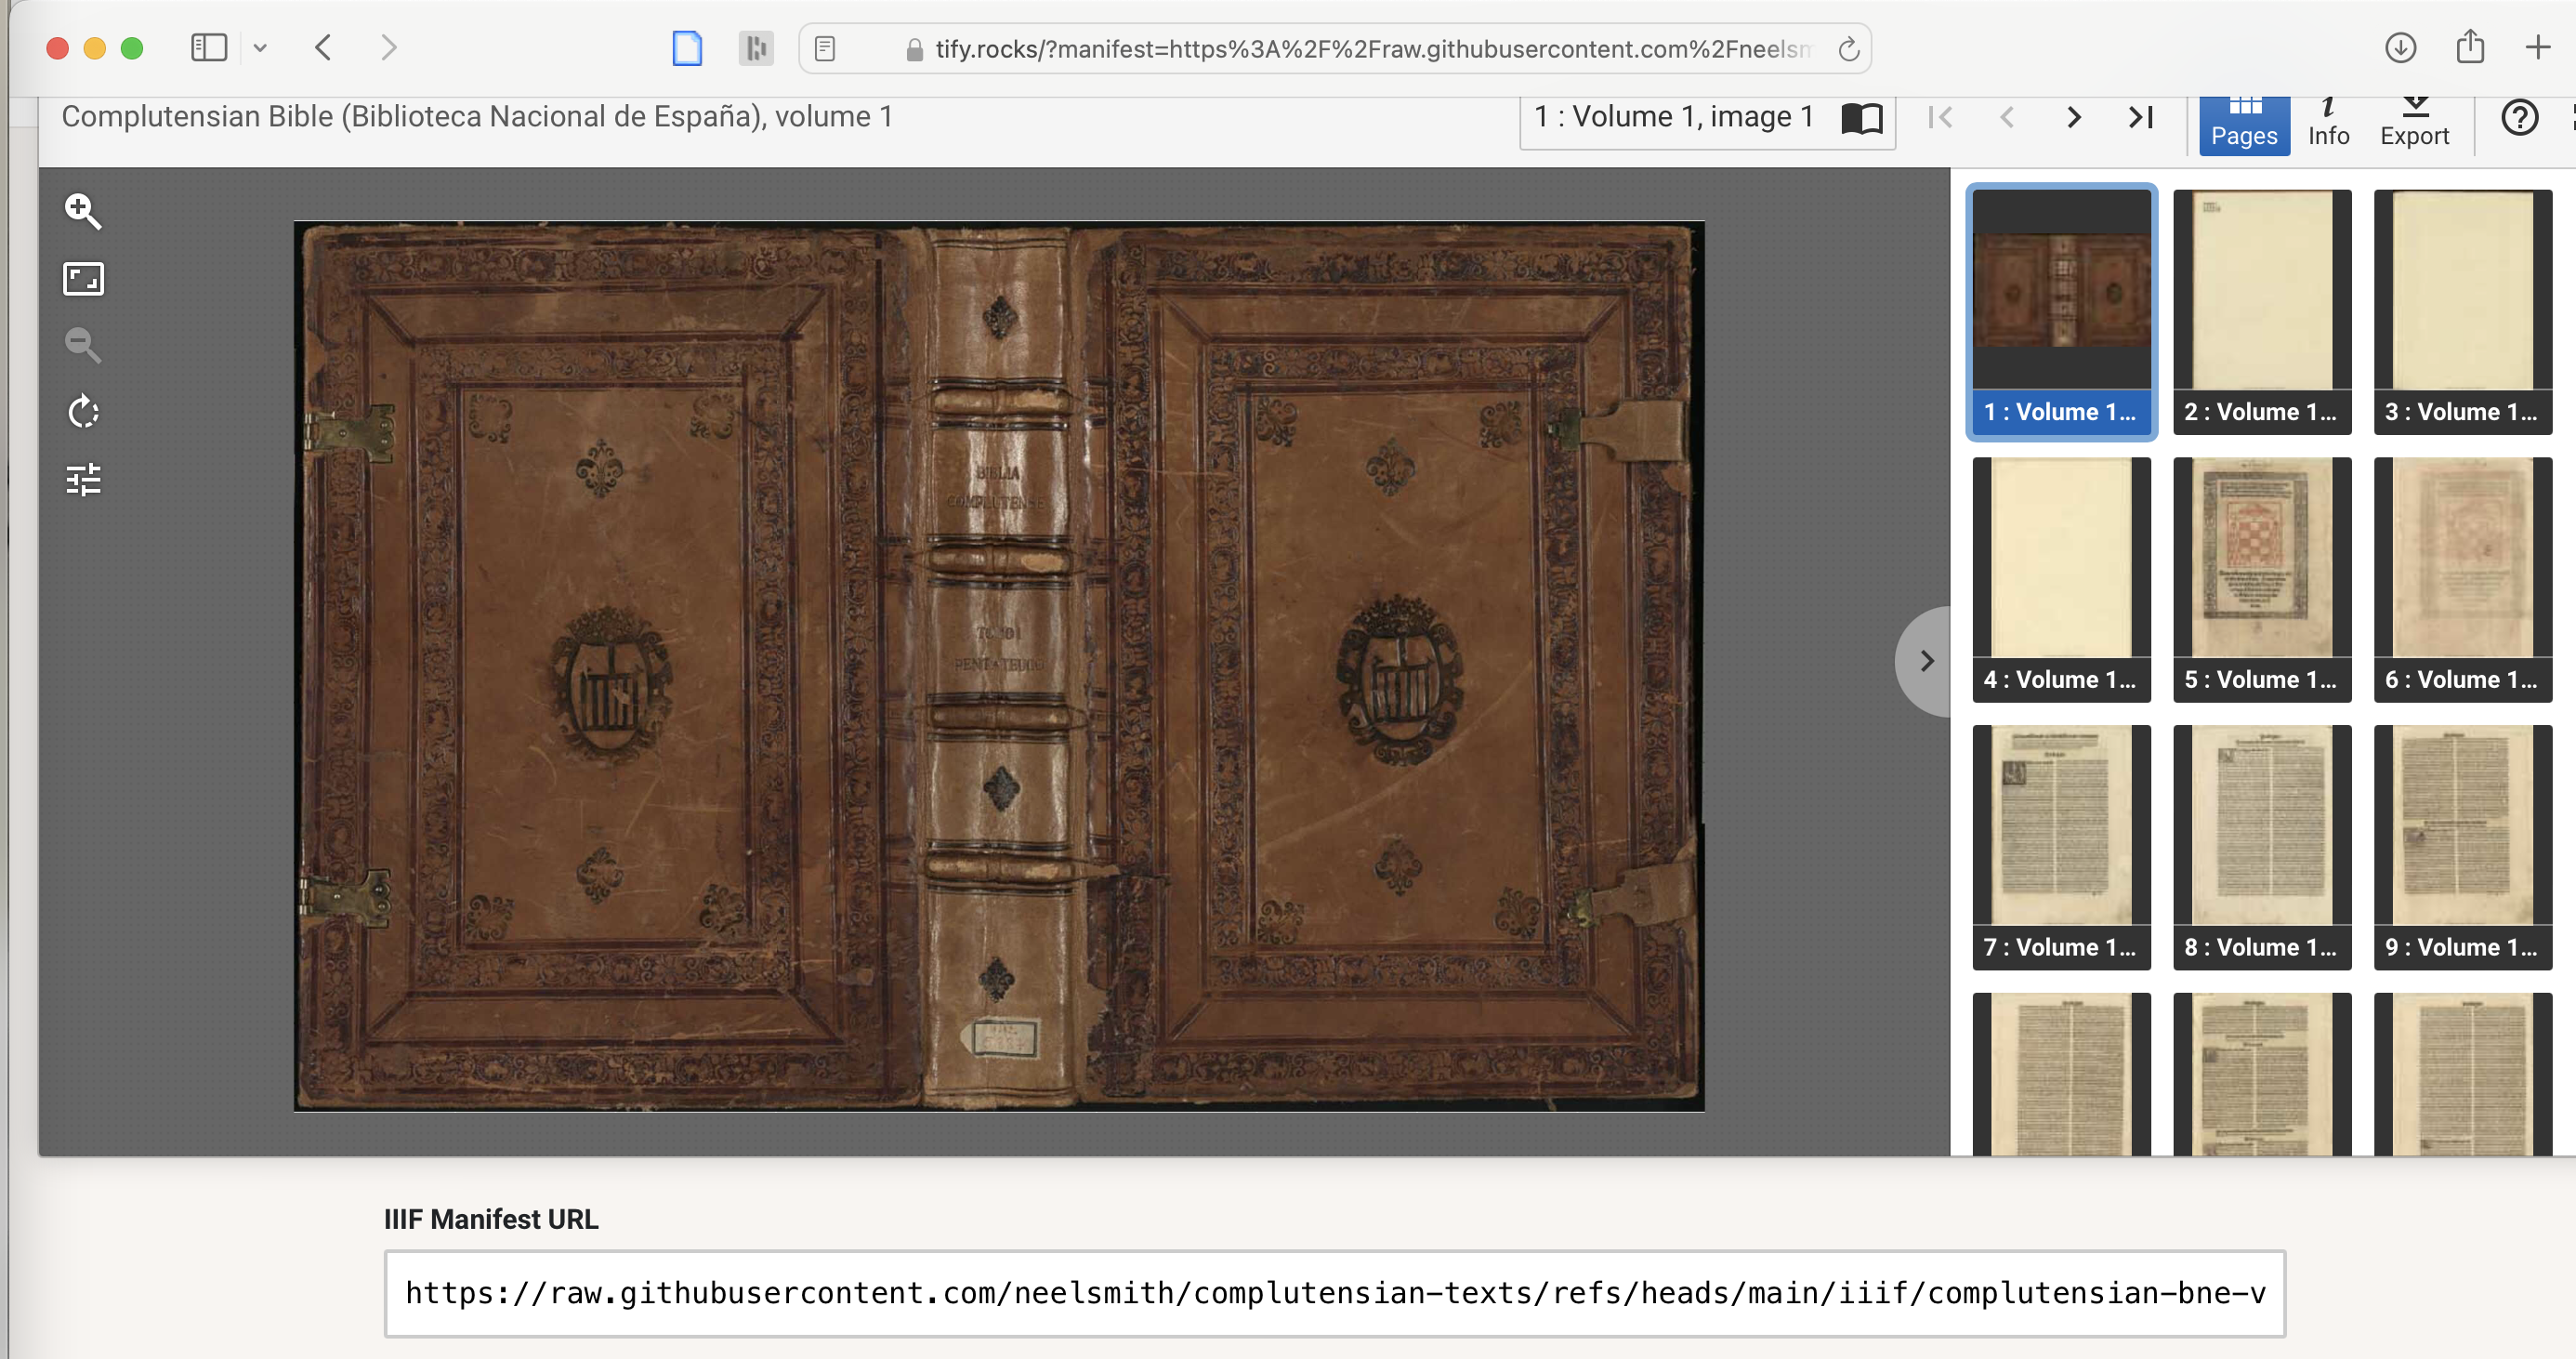 tify.rocks/?manifest=https%3A%2F%2Fraw.githubusercontent.com%2Fneelsm
Complutensian Bible (Biblioteca Nacional de España), volume 1
1 : Volume 1, image 1
Pages
Info
Export
BIBLIA
COMPLUTENSE
TOMO I
PENTATEUCO
1 : Volume 1...
2 : Volume 1...
3 : Volume 1...
4 : Volume 1...
5 : Volume 1...
6 : Volume 1...
7 : Volume 1...
8 : Volume 1...
9 : Volume 1...
IIIF Manifest URL
https://raw.githubusercontent.com/neelsmith/complutensian-texts/refs/heads/main/iiif/complutensian-bne-v